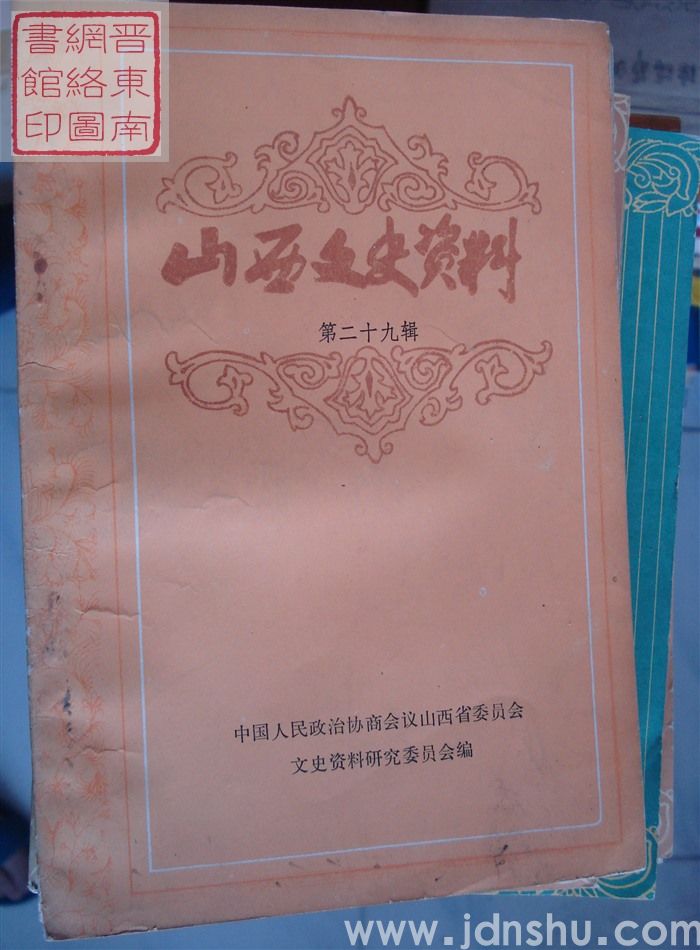 晋東南
網絡圖
書館印
山西文史资料
第二十九辑
中国人民政治协商会议山西省委员会
文史资料研究委员会编
www.jdnshu.com